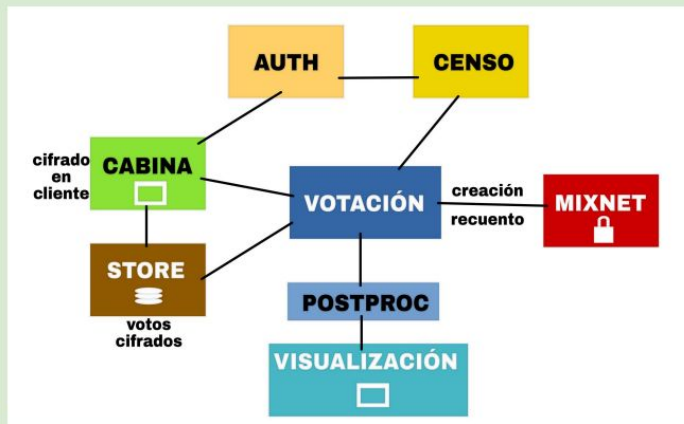 AUTH
CENSO
cifrado
en
cliente
CABINA
VOTACIÓN
creación
recuento
MIXNET
STORE
votos
cifrados
POSTPROC
VISUALIZACIÓN